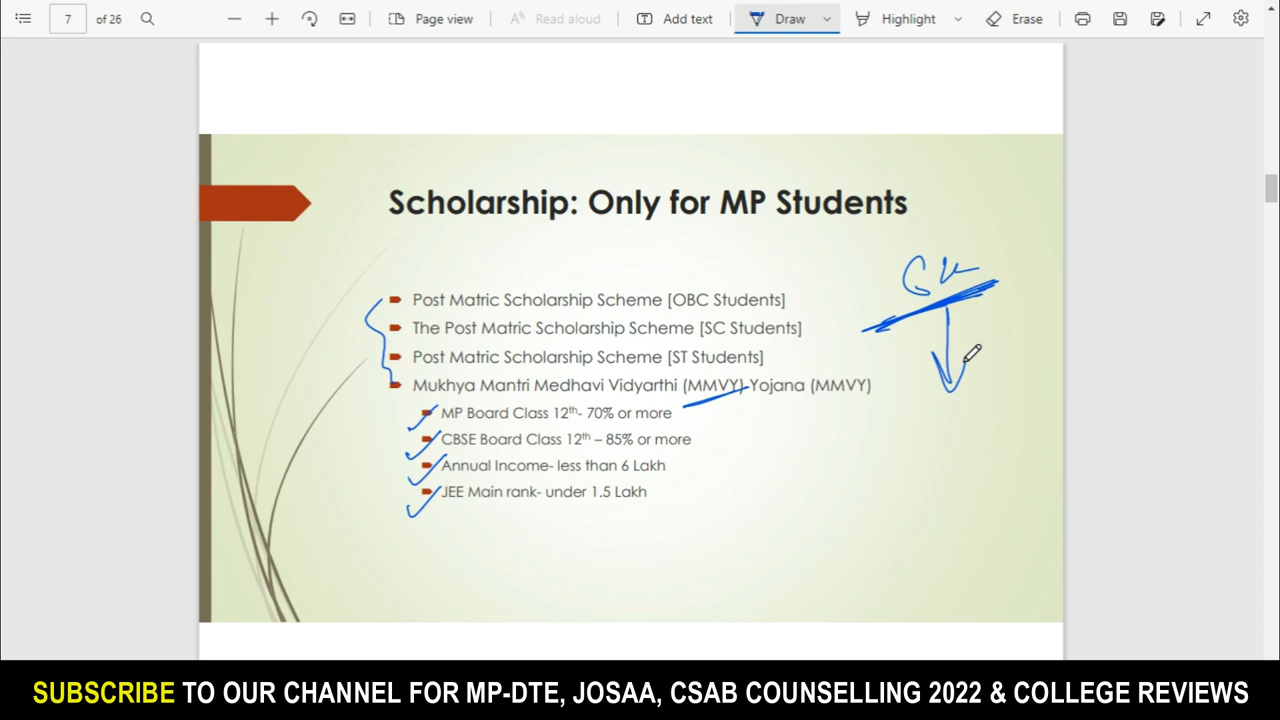 7 of 26 Page view Read aloud Add text Draw Highlight Erase
Scholarship: Only for MP Students
Post Matric Scholarship Scheme [OBC Students]
The Post Matric Scholarship Scheme [SC Students]
Post Matric Scholarship Scheme [ST Students]
Mukhya Mantri Medhavi Vidyarthi (MMVY) Yojana (MMVY)
MP Board Class 12th- 70% or more
CBSE Board Class 12th – 85% or more
Annual Income- less than 6 Lakh
JEE Main rank- under 1.5 Lakh
SUBSCRIBE TO OUR CHANNEL FOR MP-DTE, JOSAA, CSAB COUNSELLING 2022 & COLLEGE REVIEWS